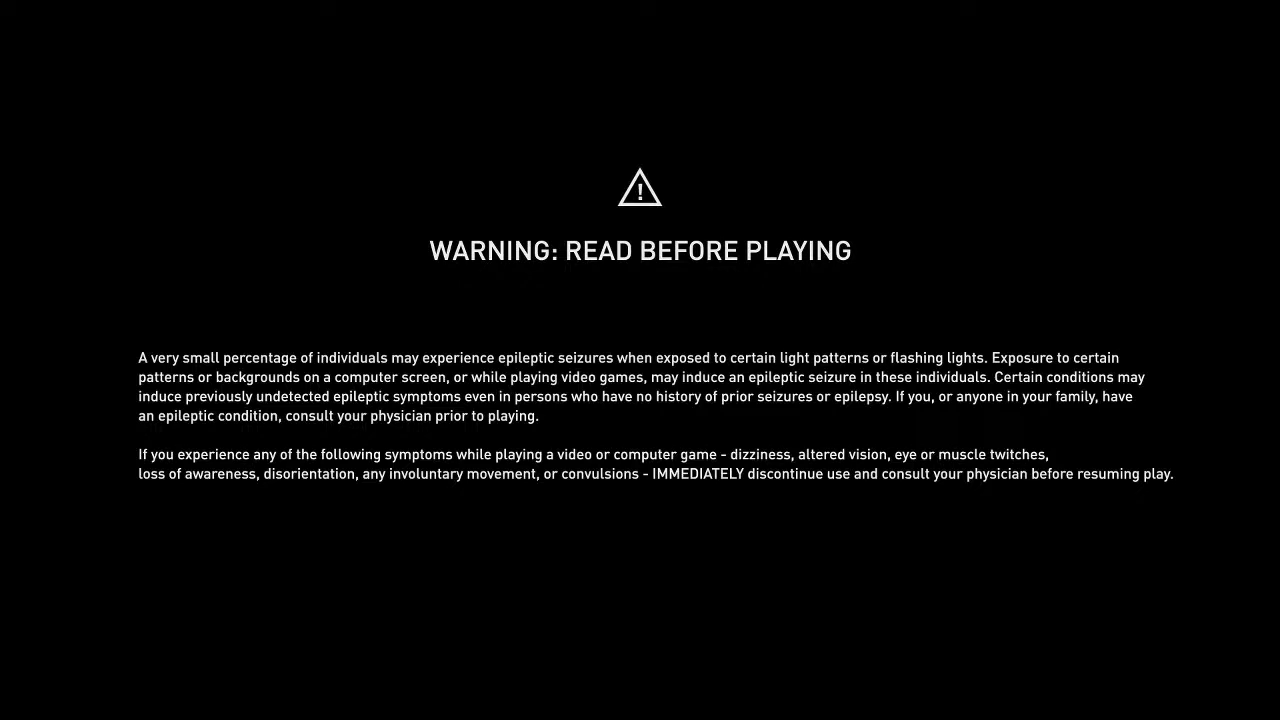 WARNING: READ BEFORE PLAYING
A very small percentage of individuals may experience epileptic seizures when exposed to certain light patterns or flashing lights. Exposure to certain
patterns or backgrounds on a computer screen, or while playing video games, may induce an epileptic seizure in these individuals. Certain conditions may
induce previously undetected epileptic symptoms even in persons who have no history of prior seizures or epilepsy. If you, or anyone in your family, have
an epileptic condition, consult your physician prior to playing.
If you experience any of the following symptoms while playing a video or computer game - dizziness, altered vision, eye or muscle twitches,
loss of awareness, disorientation, any involuntary movement, or convulsions - IMMEDIATELY discontinue use and consult your physician before resuming play.